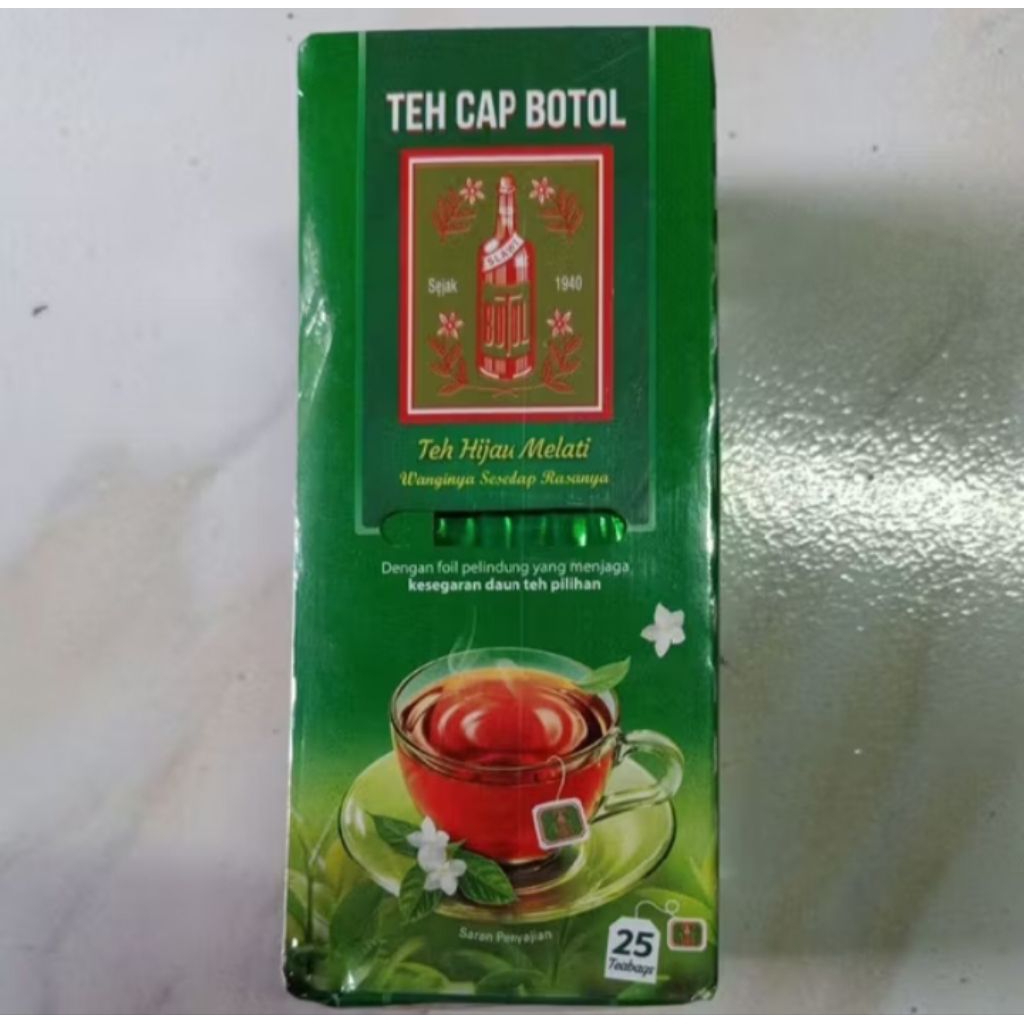 TEH CAP BOTOL
SLAWI
Sejak 1940
BOTOL
Teh Hijau Melati
Wanginya Sesedap Rasanya
Dengan foil pelindung yang menjaga
kesegaran daun teh pilihan
Saran Penyajian
25
Teabags